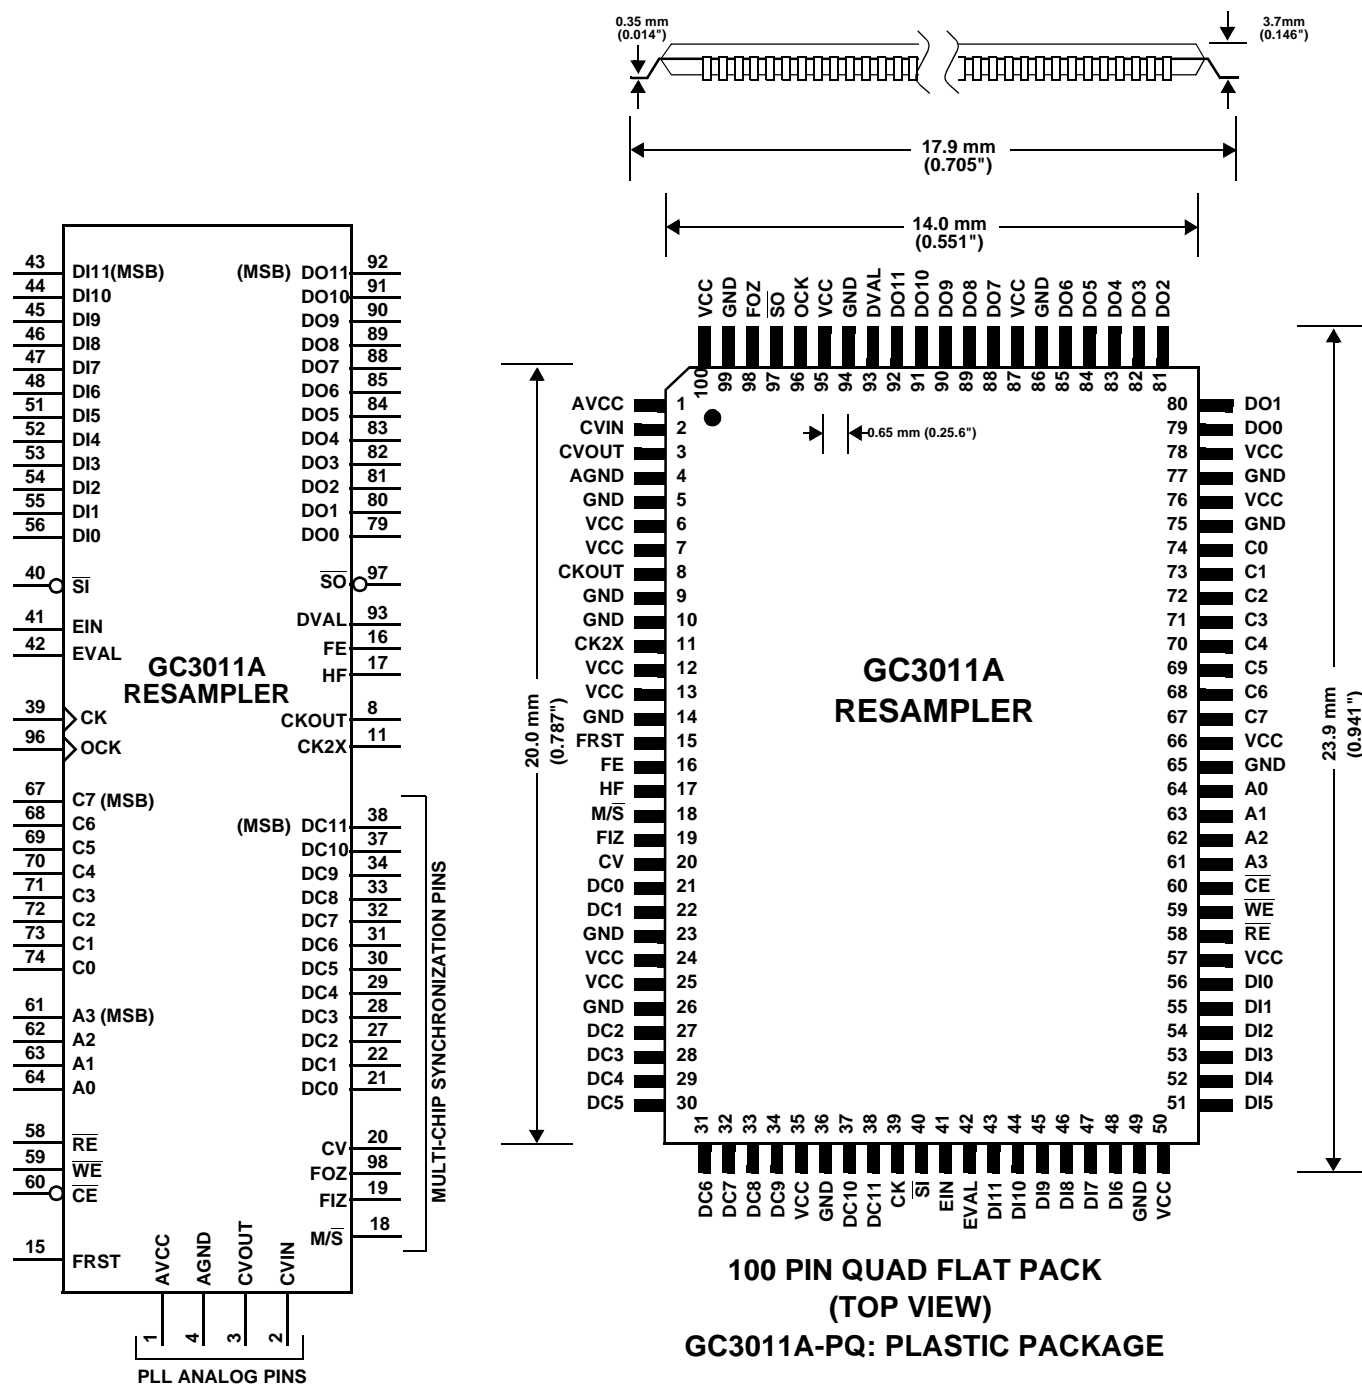 0.35 mm
(0.014")
3.7mm
(0.146")
17.9 mm
(0.705")
14.0 mm
(0.551")
43 DI11(MSB) (MSB) DO11 92
44 DI10 DO10 91
45 DI9 DO9 90
46 DI8 DO8 89
47 DI7 DO7 88
48 DI6 DO6 85
51 DI5 DO5 84
52 DI4 DO4 83
53 DI3 DO3 82
54 DI2 DO2 81
55 DI1 DO1 80
56 DI0 DO0 79
40 SI SO 97
41 EIN DVAL 93
42 EVAL FE 16
HF 17
GC3011A
RESAMPLER
39 CK CKOUT 8
96 OCK CK2X 11
67 C7 (MSB)
68 C6 (MSB) DC11 38
69 C5 DC10 37
70 C4 DC9 34
71 C3 DC8 33
72 C2 DC7 32
73 C1 DC6 31
74 C0 DC5 30
DC4 29
61 A3 (MSB) DC3 28
62 A2 DC2 27
63 A1 DC1 22
64 A0 DC0 21
58 RE CV 20
59 WE FOZ 98
60 CE FIZ 19
M/S 18
15 FRST
AVCC AGND CVOUT CVIN
1 4 3 2
PLL ANALOG PINS
MULTI-CHIP SYNCHRONIZATION PINS
VCC GND FOZ SO OCK VCC GND DVAL DO11 DO10 DO9 DO8 DO7 VCC GND DO6 DO5 DO4 DO3 DO2
100 99 98 97 96 95 94 93 92 91 90 89 88 87 86 85 84 83 82 81
AVCC 1 80 DO1
CVIN 2 79 DO0
0.65 mm (0.25.6")
CVOUT 3 78 VCC
AGND 4 77 GND
GND 5 76 VCC
VCC 6 75 GND
VCC 7 74 C0
CKOUT 8 73 C1
GND 9 72 C2
GND 10 71 C3
CK2X 11 70 C4
VCC 12 69 C5
VCC 13 68 C6
GND 14 67 C7
FRST 15 66 VCC
FE 16 65 GND
HF 17 64 A0
M/S 18 63 A1
FIZ 19 62 A2
CV 20 61 A3
DC0 21 60 CE
DC1 22 59 WE
GND 23 58 RE
VCC 24 57 VCC
VCC 25 56 DI0
GND 26 55 DI1
DC2 27 54 DI2
DC3 28 53 DI3
DC4 29 52 DI4
DC5 30 51 DI5
GC3011A
RESAMPLER
20.0 mm
(0.787")
23.9 mm
(0.941")
31 32 33 34 35 36 37 38 39 40 41 42 43 44 45 46 47 48 49 50
DC6 DC7 DC8 DC9 VCC GND DC10 DC11 CK SI EIN EVAL DI11 DI10 DI9 DI8 DI7 DI6 GND VCC
100 PIN QUAD FLAT PACK
(TOP VIEW)
GC3011A-PQ: PLASTIC PACKAGE